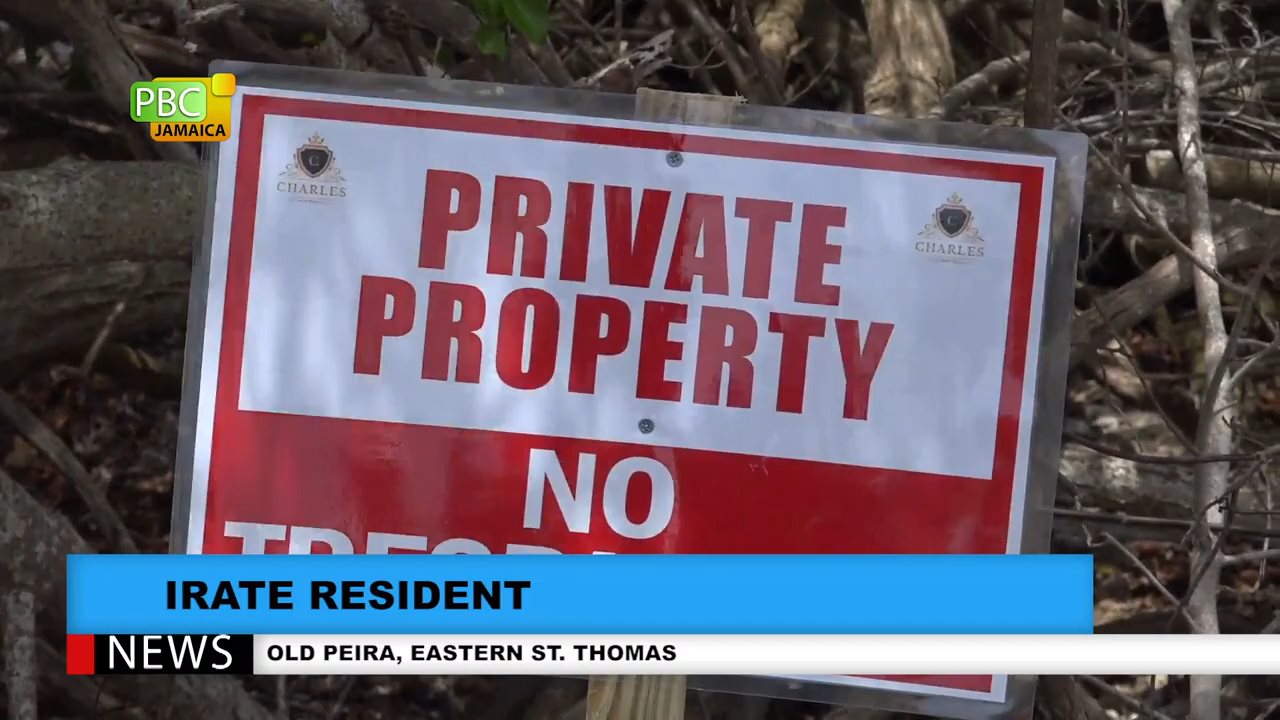 PBC
JAMAICA
C
CHARLES
C
CHARLES
PRIVATE
PROPERTY
NO
IRATE RESIDENT
NEWS
OLD PEIRA, EASTERN ST. THOMAS